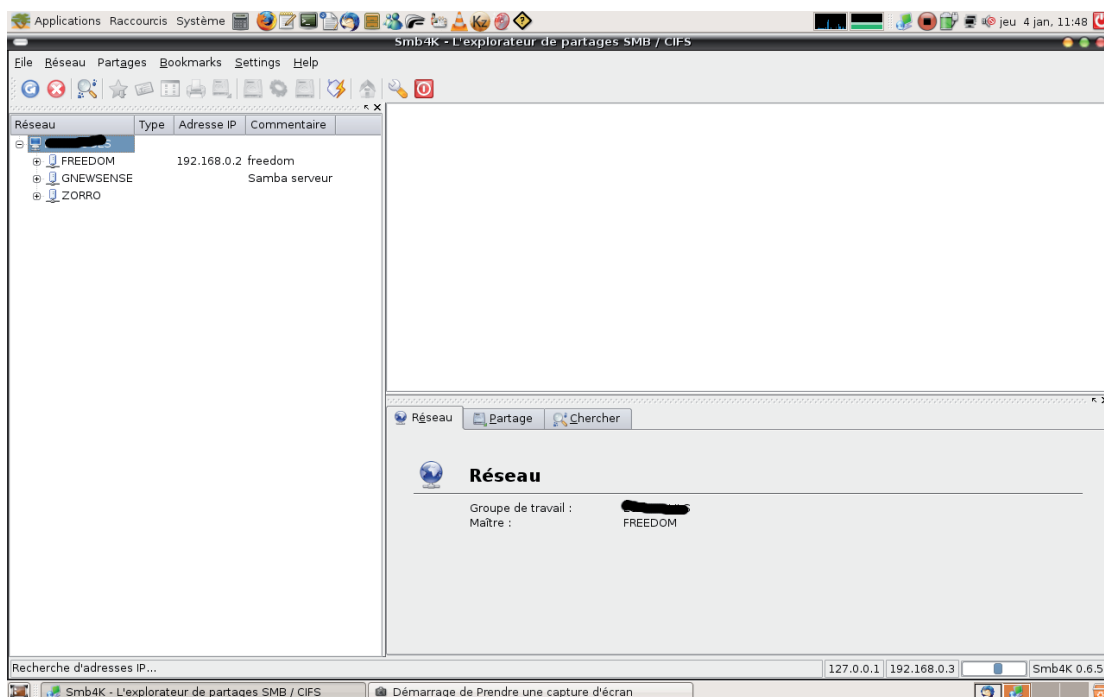 Applications Raccourcis Système
jeu 4 jan, 11:48
Smb4K - L'explorateur de partages SMB / CIFS
File Réseau Partages Bookmarks Settings Help
Réseau Type Adresse IP Commentaire
FREEDOM 192.168.0.2 freedom
GNEWSENSE Samba serveur
ZORRO
Réseau Partage Chercher
Réseau
Groupe de travail :
Maître : FREEDOM
Recherche d'adresses IP... 127.0.0.1 192.168.0.3 Smb4K 0.6.5
Smb4K - L'explorateur de partages SMB / CIFS Démarrage de Prendre une capture d'écran